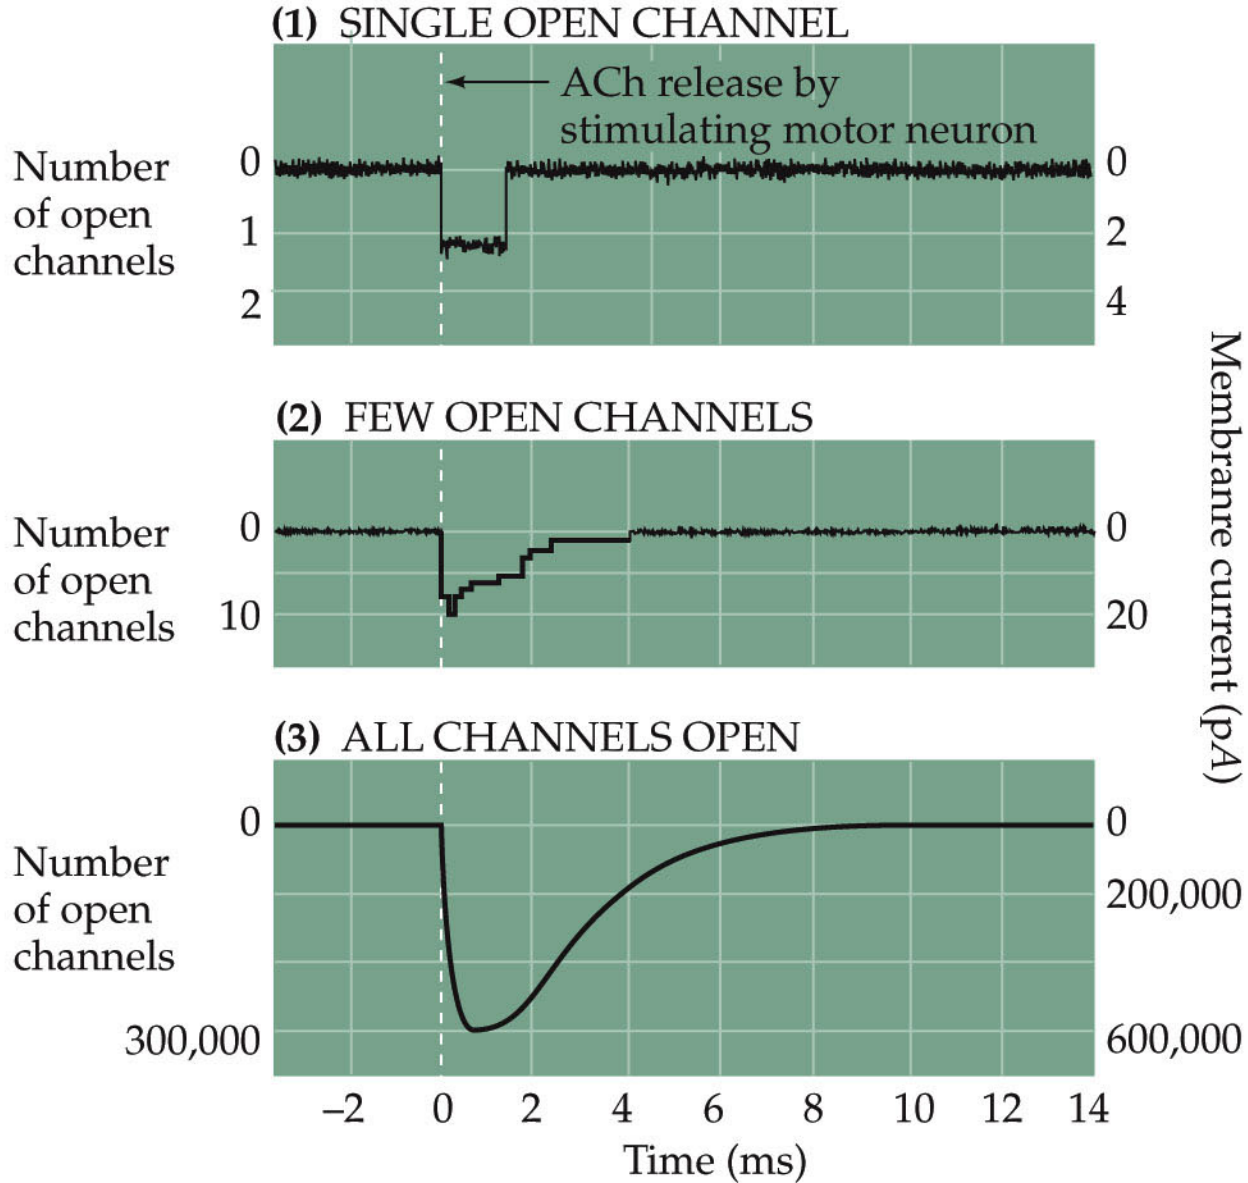 (1) SINGLE OPEN CHANNEL
ACh release by
stimulating motor neuron
Number
of open
channels
0
1
2
0
2
4
(2) FEW OPEN CHANNELS
Number
of open
channels
0
10
0
20
(3) ALL CHANNELS OPEN
Number
of open
channels
0
300,000
0
200,000
600,000
Membranre current (pA)
−2 0 2 4 6 8 10 12 14
Time (ms)